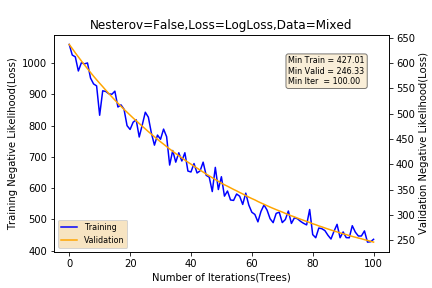 Nesterov=False,Loss=LogLoss,Data=Mixed
Training Negative Likelihood(Loss)
1000
900
800
700
600
500
400
Min Train = 427.01
Min Valid = 246.33
Min Iter = 100.00
Training
Validation
650
600
550
500
450
400
350
300
250
Validation Negative Likelihood(Loss)
0 20 40 60 80 100
Number of Iterations(Trees)